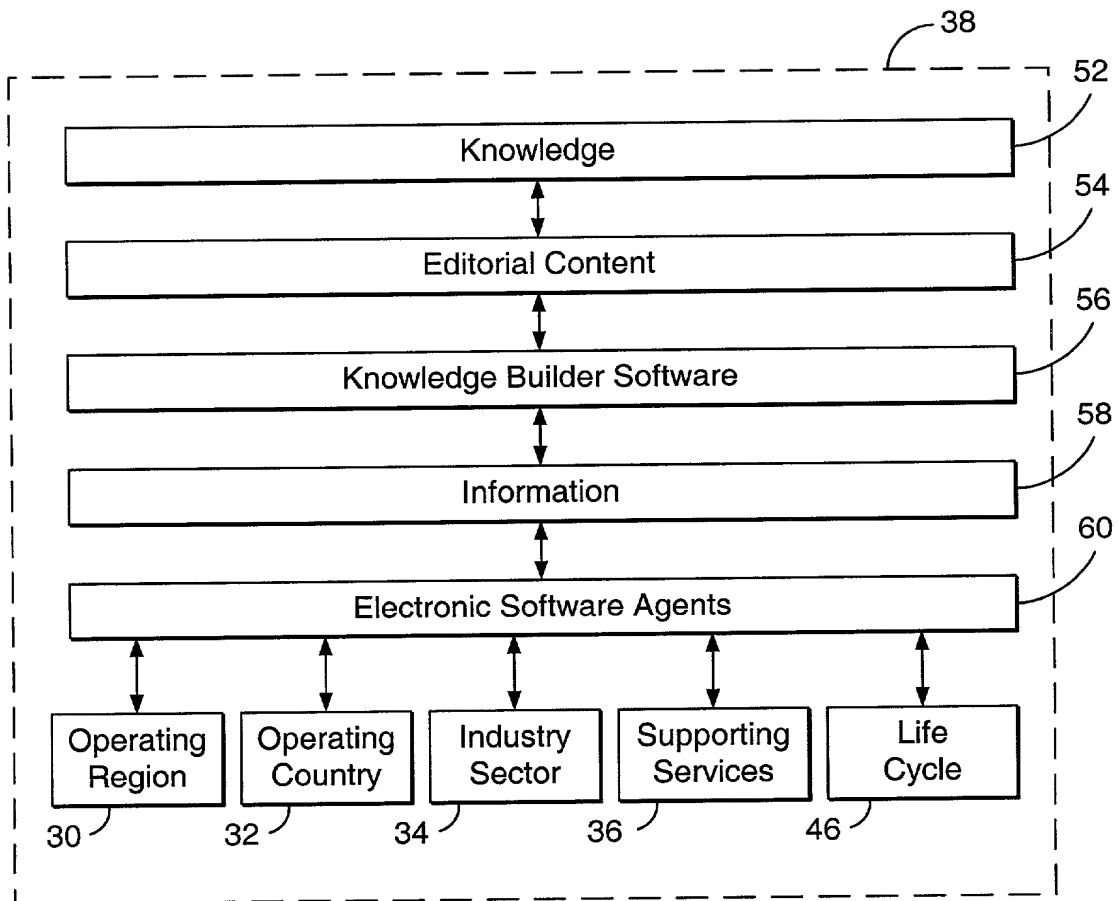 38
52
Knowledge
54
Editorial Content
56
Knowledge Builder Software
58
Information
60
Electronic Software Agents
Operating
Region
Operating
Country
Industry
Sector
Supporting
Services
Life
Cycle
30
32
34
36
46